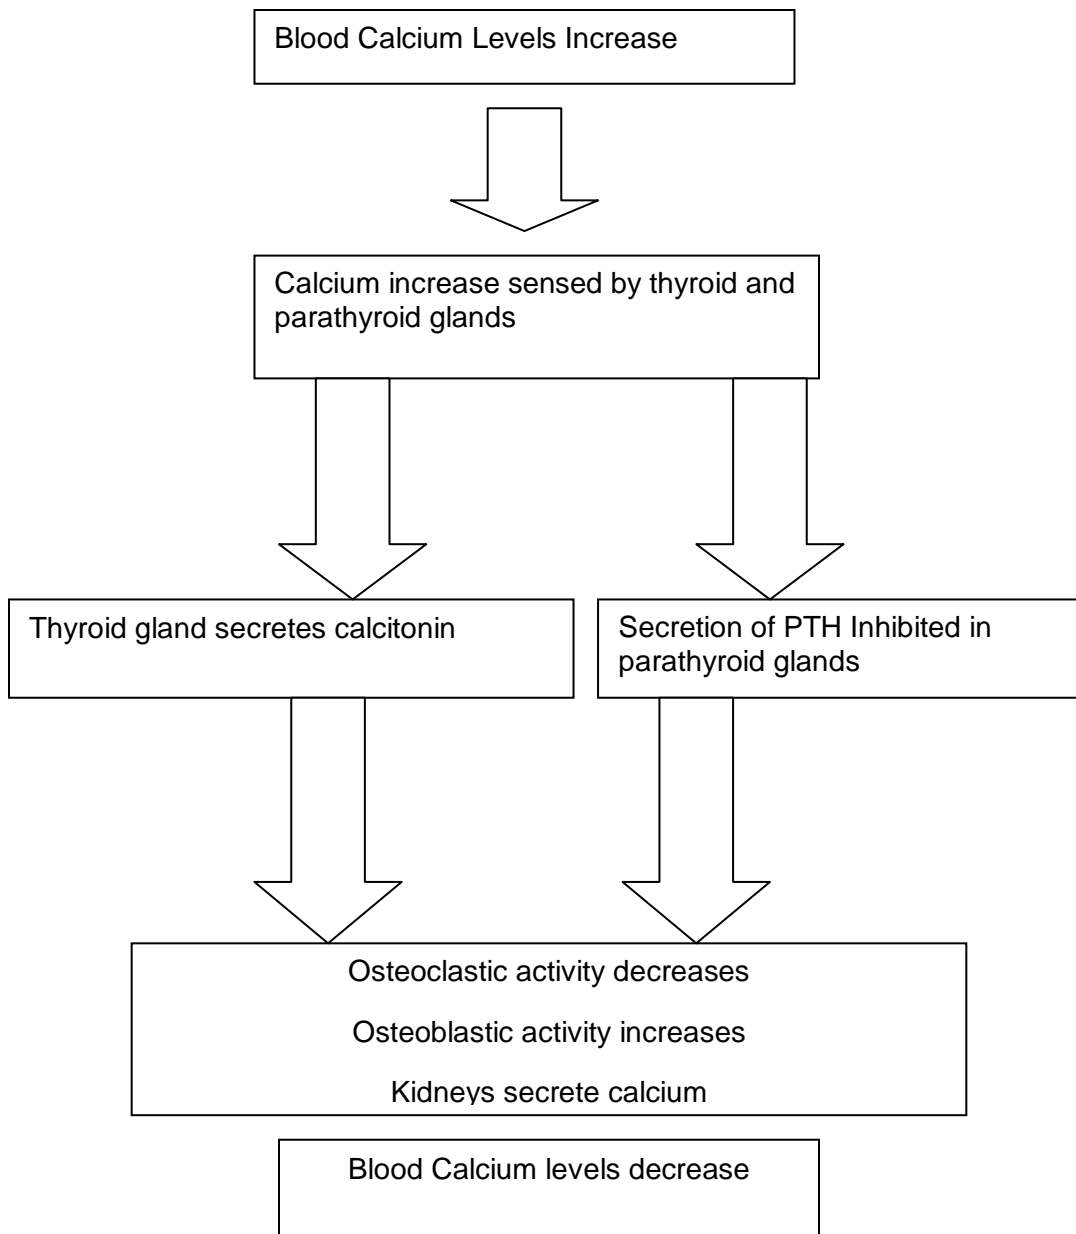 Blood Calcium Levels Increase
Calcium increase sensed by thyroid and
parathyroid glands
Thyroid gland secretes calcitonin
Secretion of PTH Inhibited in
parathyroid glands
Osteoclastic activity decreases
Osteoblastic activity increases
Kidneys secrete calcium
Blood Calcium levels decrease